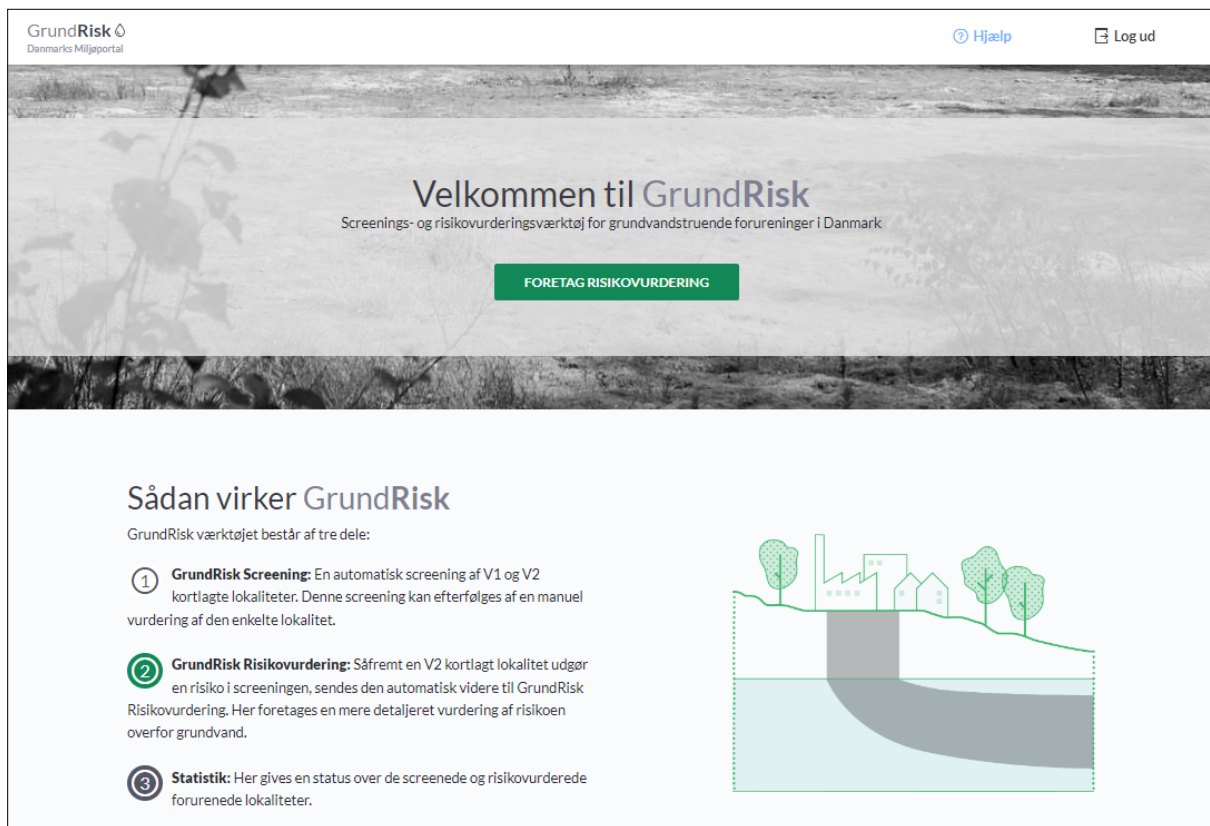 GrundRisk
Danmarks Miljøportal
Hjælp
Log ud
Velkommen til GrundRisk
Screenings- og risikovurderingsværktøj for grundvandstruende forureninger i Danmark
FORETAG RISIKOVURDERING
Sådan virker GrundRisk
GrundRisk værktøjet består af tre dele:
1 GrundRisk Screening: En automatisk screening af V1 og V2
kortlagte lokaliteter. Denne screening kan efterfølges af en manuel
vurdering af den enkelte lokalitet.
2 GrundRisk Risikovurdering: Såfremt en V2 kortlagt lokalitet udgør
en risiko i screeningen, sendes den automatisk videre til GrundRisk
Risikovurdering. Her foretages en mere detaljeret vurdering af risikoen
overfor grundvand.
3 Statistik: Her gives en status over de screenede og risikovurderede
forurenede lokaliteter.